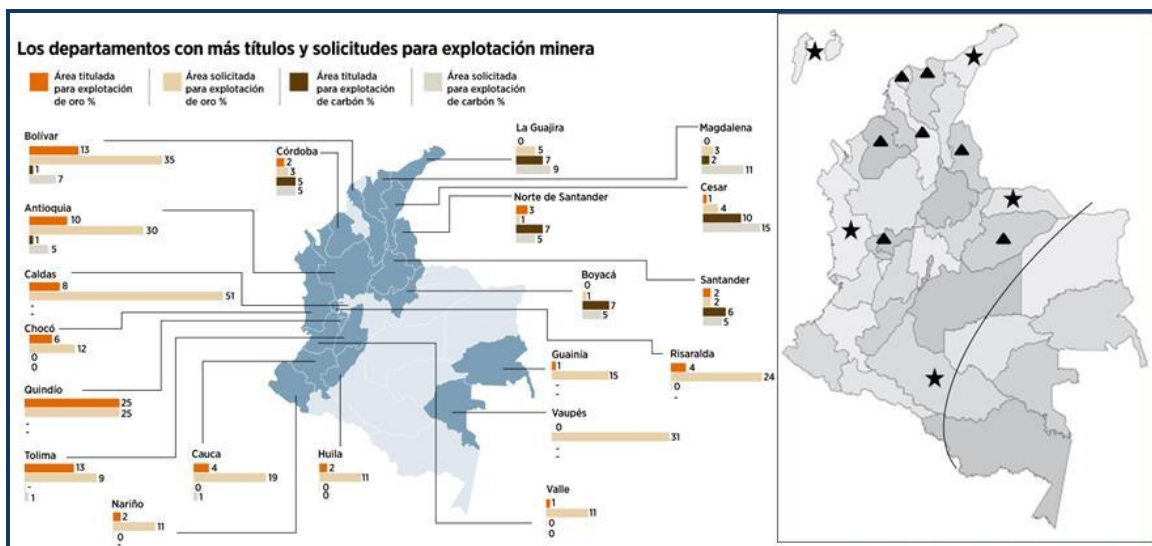 Los departamentos con más títulos y solicitudes para explotación minera
Área titulada
para explotación
de oro %
Área solicitada
para explotación
de oro %
Área titulada
para explotación
de carbón %
Área solicitada
para explotación
de carbón %
Bolívar
13
35
1
7
Córdoba
2
3
5
5
La Guajira
0
5
7
9
Magdalena
0
3
2
11
Antioquia
10
30
1
5
Norte de Santander
3
1
7
5
Cesar
1
4
10
15
Caldas
8
51
-
-
Boyacá
0
1
7
5
Santander
2
2
6
5
Chocó
6
12
0
0
Guainía
1
15
-
-
Risaralda
4
24
0
-
Quindío
25
25
-
-
Vaupés
0
31
-
-
Tolima
13
9
-
1
Cauca
4
19
0
1
Huila
2
11
0
0
Valle
1
11
0
0
Nariño
2
11
0
-